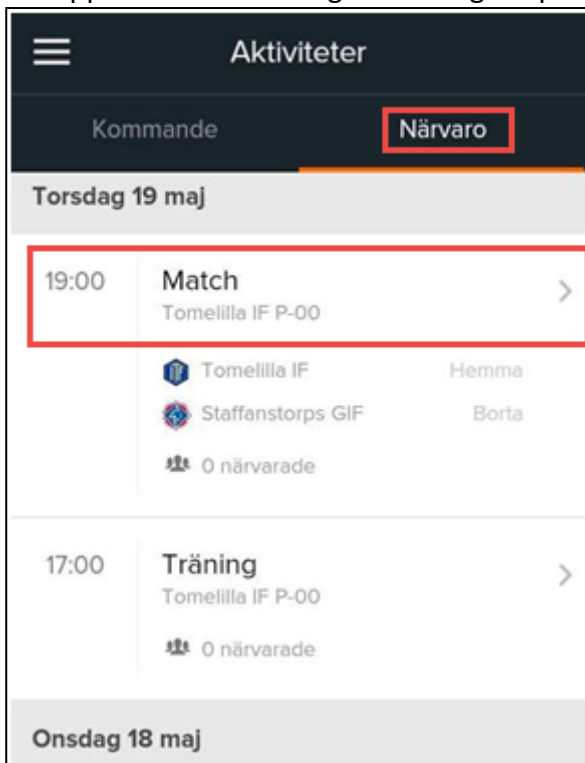 Aktiviteter
Kommande Närvaro
Torsdag 19 maj
19:00 Match
Tomelilla IF P-00
Tomelilla IF Hemma
Staffanstorps GIF Borta
0 närvarade
17:00 Träning
Tomelilla IF P-00
0 närvarade
Onsdag 18 maj